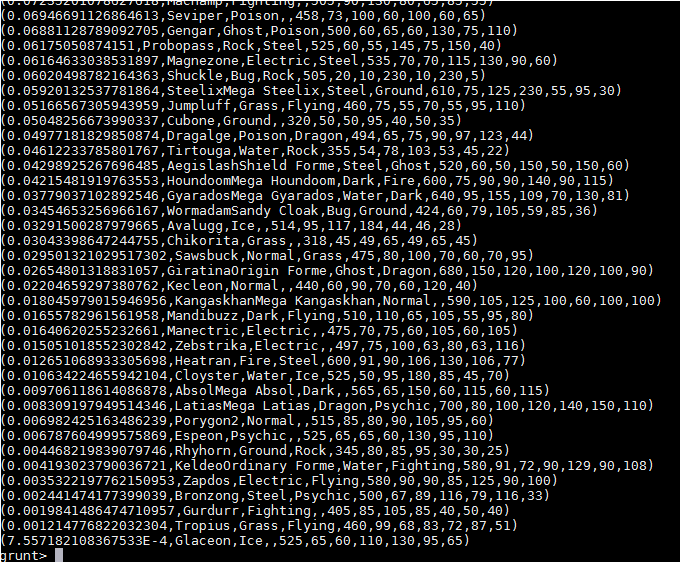 (0.06946691126864613,Seviper,Poison,,458,73,100,60,100,60,65)
(0.06881128789092705,Gengar,Ghost,Poison,500,60,65,60,130,75,110)
(0.06175050874151,Probopass,Rock,Steel,525,60,55,145,75,150,40)
(0.06164633038531897,Magnezone,Electric,Steel,535,70,70,115,130,90,60)
(0.06020498782164363,Shuckle,Bug,Rock,505,20,10,230,10,230,5)
(0.05920132537781864,SteelixMega Steelix,Steel,Ground,610,75,125,230,55,95,30)
(0.05166567305943959,Jumpluff,Grass,Flying,460,75,55,70,55,95,110)
(0.05048256673990337,Cubone,Ground,,320,50,50,95,40,50,35)
(0.04977181829850874,Dragalge,Poison,Dragon,494,65,75,90,97,123,44)
(0.04612233785801767,Tirtouga,Water,Rock,355,54,78,103,53,45,22)
(0.04298925267696485,AegislashShield Forme,Steel,Ghost,520,60,50,150,50,150,60)
(0.04215481919763553,HoundoomMega Houndoom,Dark,Fire,600,75,90,90,140,90,115)
(0.03779037102892546,GyaradosMega Gyarados,Water,Dark,640,95,155,109,70,130,81)
(0.03454653256966167,WormadamSandy Cloak,Bug,Ground,424,60,79,105,59,85,36)
(0.03291500287979665,Avalugg,Ice,,514,95,117,184,44,46,28)
(0.03043398647244755,Chikorita,Grass,,318,45,49,65,49,65,45)
(0.029501321029517302,Sawsbuck,Normal,Grass,475,80,100,70,60,70,95)
(0.02654801318831057,GiratinaOrigin Forme,Ghost,Dragon,680,150,120,100,120,100,90)
(0.02204659297380762,Kecleon,Normal,,440,60,90,70,60,120,40)
(0.018045979015946956,KangaskhanMega Kangaskhan,Normal,,590,105,125,100,60,100,100)
(0.01655782961561958,Mandibuzz,Dark,Flying,510,110,65,105,55,95,80)
(0.01640620255232661,Manectric,Electric,,475,70,75,60,105,60,105)
(0.015051018552302842,Zebstrika,Electric,,497,75,100,63,80,63,116)
(0.012651068933305698,Heatran,Fire,Steel,600,91,90,106,130,106,77)
(0.010634224655942104,Cloyster,Water,Ice,525,50,95,180,85,45,70)
(0.009706118614086878,AbsolMega Absol,Dark,,565,65,150,60,115,60,115)
(0.008309197949514346,LatiasMega Latias,Dragon,Psychic,700,80,100,120,140,150,110)
(0.006982425163486239,Porygon2,Normal,,515,85,80,90,105,95,60)
(0.006787604999575869,Espeon,Psychic,,525,65,65,60,130,95,110)
(0.004468219839079746,Rhyhorn,Ground,Rock,345,80,85,95,30,30,25)
(0.004193023790036721,KeldeoOrdinary Forme,Water,Fighting,580,91,72,90,129,90,108)
(0.0035322197762150953,Zapdos,Electric,Flying,580,90,90,85,125,90,100)
(0.002441474177399039,Bronzong,Steel,Psychic,500,67,89,116,79,116,33)
(0.0019841486474710957,Gurdurr,Fighting,,405,85,105,85,40,50,40)
(0.001214776822032304,Tropius,Grass,Flying,460,99,68,83,72,87,51)
(7.557182108367533E-4,Glaceon,Ice,,525,65,60,110,130,95,65)
grunt>